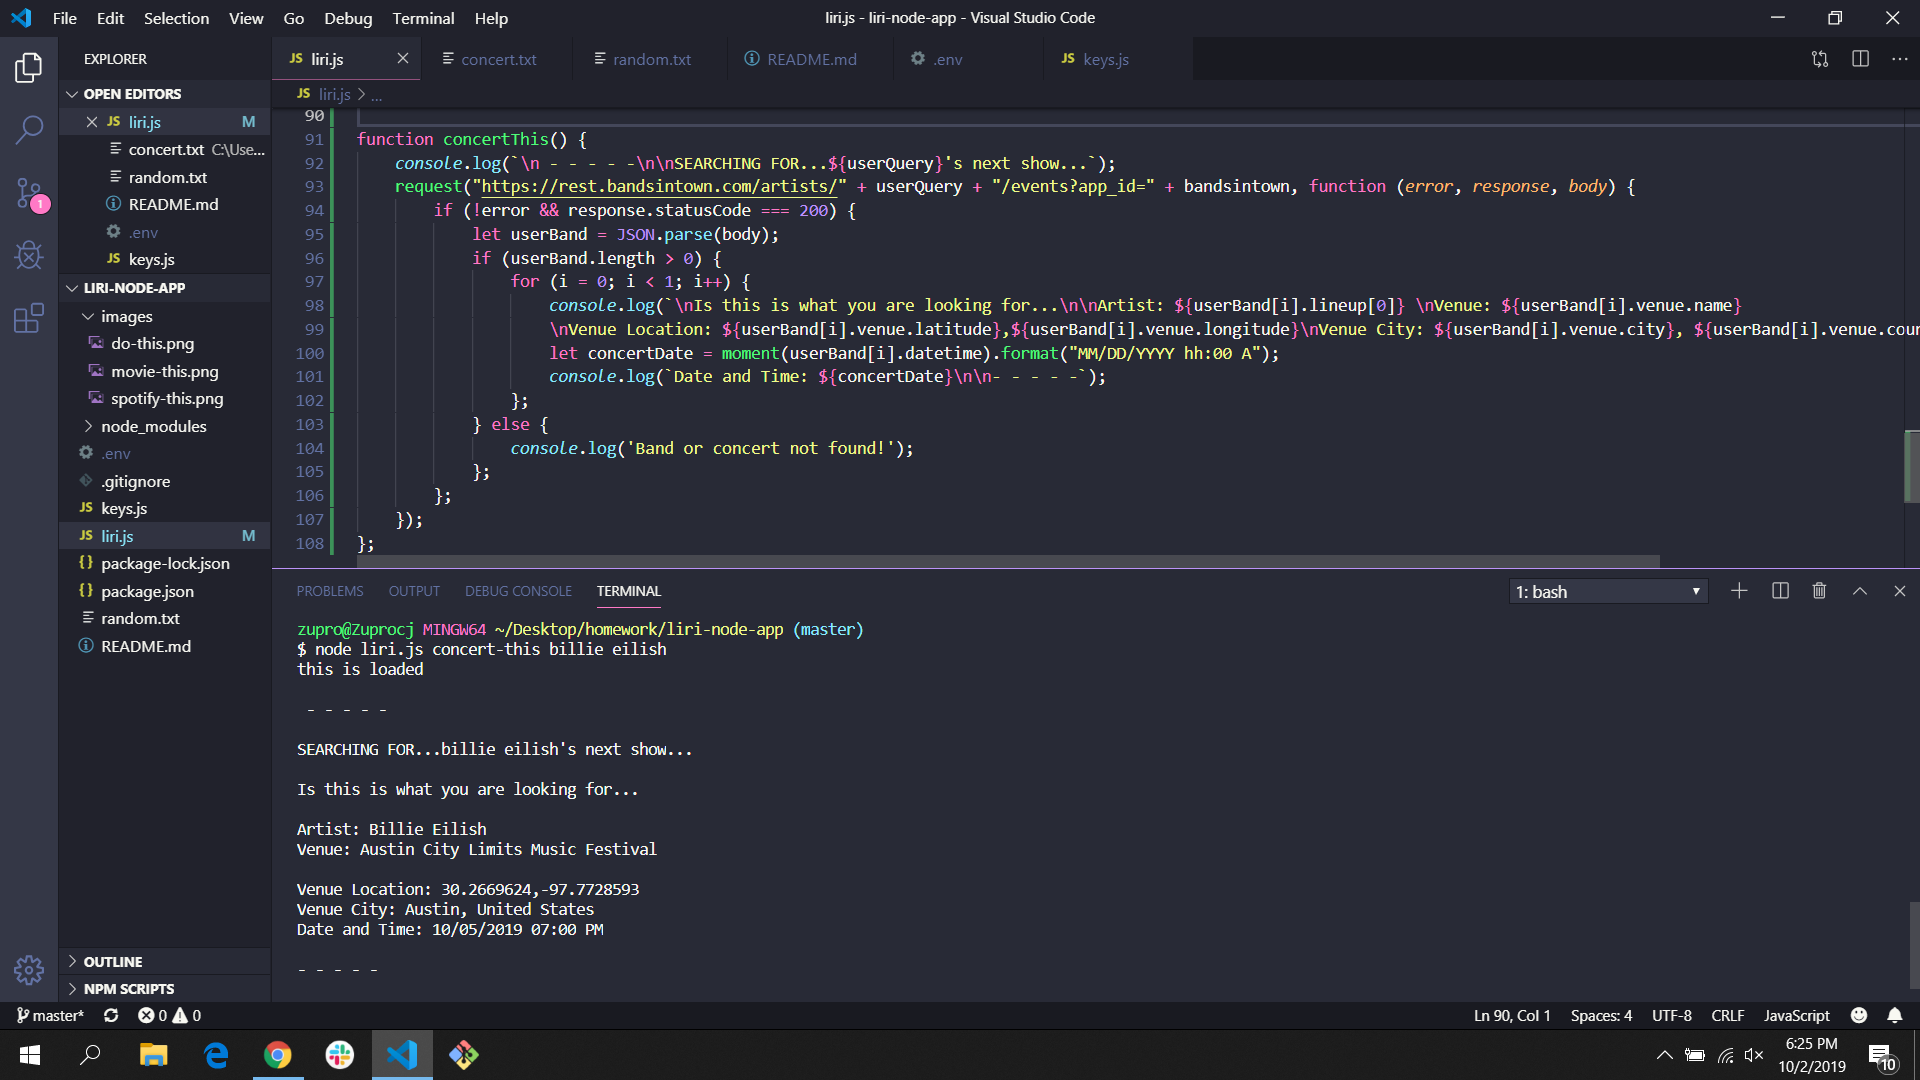 File Edit Selection View Go Debug Terminal Help
liri.js - liri-node-app - Visual Studio Code
EXPLORER
OPEN EDITORS
JS liri.js M
concert.txt C:\Use...
random.txt
README.md
.env
JS keys.js
LIRI-NODE-APP
images
do-this.png
movie-this.png
spotify-this.png
node_modules
.env
.gitignore
JS keys.js
JS liri.js M
{} package-lock.json
{} package.json
random.txt
README.md
OUTLINE
NPM SCRIPTS
1
JS liri.js concert.txt random.txt README.md .env JS keys.js
JS liri.js > ...
90
91 function concertThis() {
92 console.log(`\n - - - - -\n\nSEARCHING FOR...${userQuery}'s next show...`);
93 request("https://rest.bandsintown.com/artists/" + userQuery + "/events?app_id=" + bandsintown, function (error, response, body) {
94 if (!error && response.statusCode === 200) {
95 let userBand = JSON.parse(body);
96 if (userBand.length > 0) {
97 for (i = 0; i < 1; i++) {
98 console.log(`\nIs this is what you are looking for...\n\nArtist: ${userBand[i].lineup[0]} \nVenue: ${userBand[i].venue.name}
99 \nVenue Location: ${userBand[i].venue.latitude},${userBand[i].venue.longitude}\nVenue City: ${userBand[i].venue.city}, ${userBand[i].venue.cour
100 let concertDate = moment(userBand[i].datetime).format("MM/DD/YYYY hh:00 A");
101 console.log(`Date and Time: ${concertDate}\n\n- - - - -`);
102 };
103 } else {
104 console.log('Band or concert not found!');
105 };
106 };
107 });
108 };
PROBLEMS OUTPUT DEBUG CONSOLE TERMINAL 1: bash
zupro@Zuprocj MINGW64 ~/Desktop/homework/liri-node-app (master)
$ node liri.js concert-this billie eilish
this is loaded
- - - - -
SEARCHING FOR...billie eilish's next show...
Is this is what you are looking for...
Artist: Billie Eilish
Venue: Austin City Limits Music Festival
Venue Location: 30.2669624,-97.7728593
Venue City: Austin, United States
Date and Time: 10/05/2019 07:00 PM
- - - - -
master* 0 0 Ln 90, Col 1 Spaces: 4 UTF-8 CRLF JavaScript
6:25 PM
10/2/2019
10